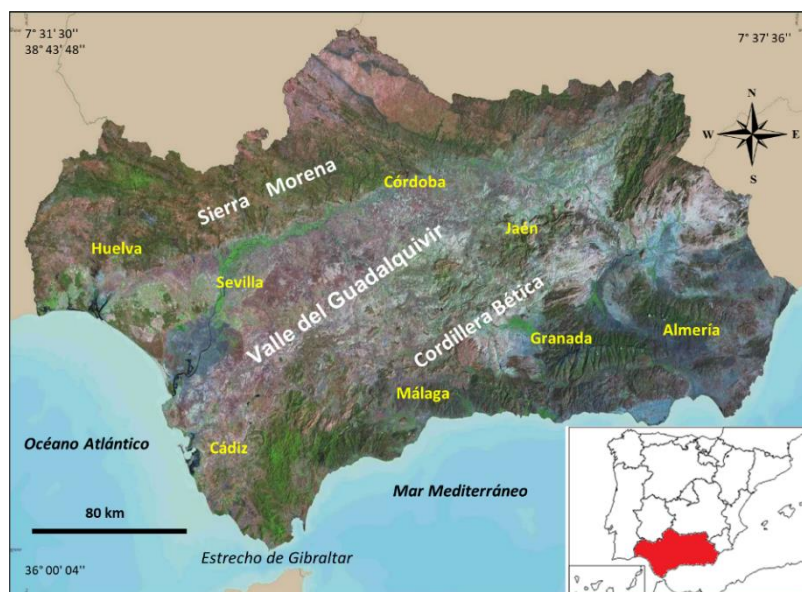 7° 31' 30''
38° 43' 48''
7° 37' 36''
N
W E
S
Sierra Morena
Córdoba
Huelva
Jaén
Sevilla
Valle del Guadalquivir
Cordillera Bética
Granada
Almería
Málaga
Océano Atlántico
Cádiz
Mar Mediterráneo
80 km
Estrecho de Gibraltar
36° 00' 04''